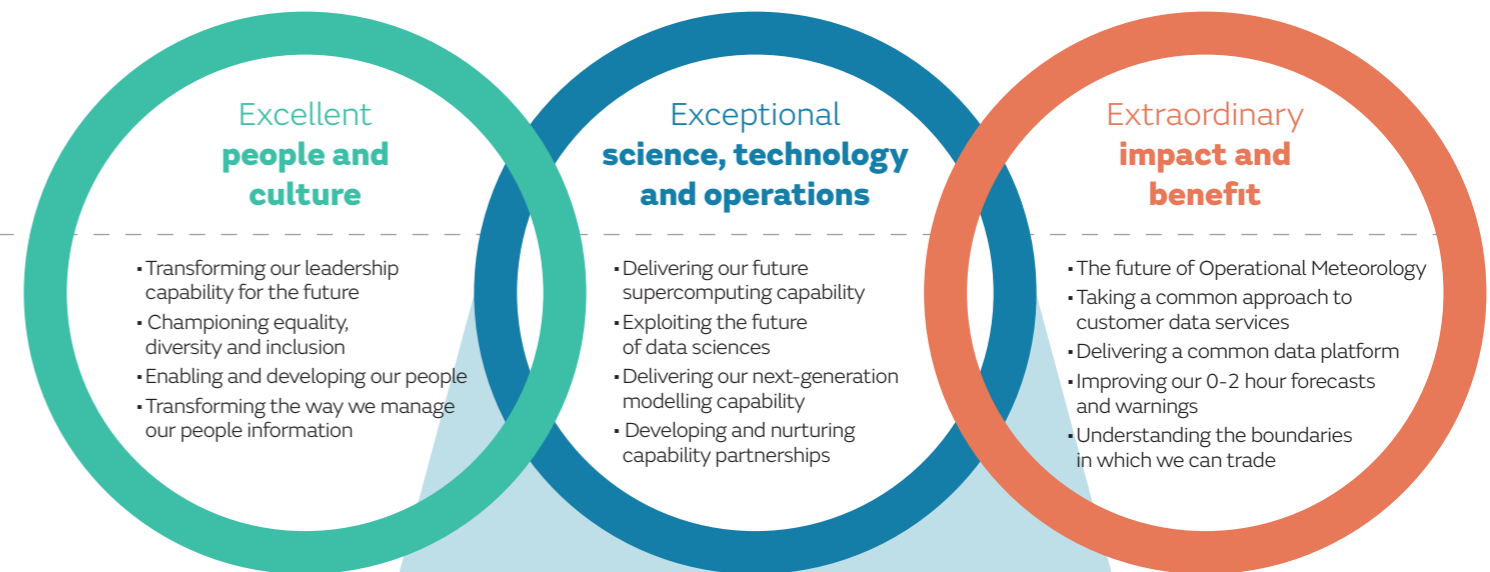 Excellent
people and
culture
▪ Transforming our leadership
capability for the future
▪ Championing equality,
diversity and inclusion
▪ Enabling and developing our people
▪ Transforming the way we manage
our people information
Exceptional
science, technology
and operations
▪ Delivering our future
supercomputing capability
▪ Exploiting the future
of data sciences
▪ Delivering our next-generation
modelling capability
▪ Developing and nurturing
capability partnerships
Extraordinary
impact and
benefit
▪ The future of Operational Meteorology
▪ Taking a common approach to
customer data services
▪ Delivering a common data platform
▪ Improving our 0-2 hour forecasts
and warnings
▪ Understanding the boundaries
in which we can trade